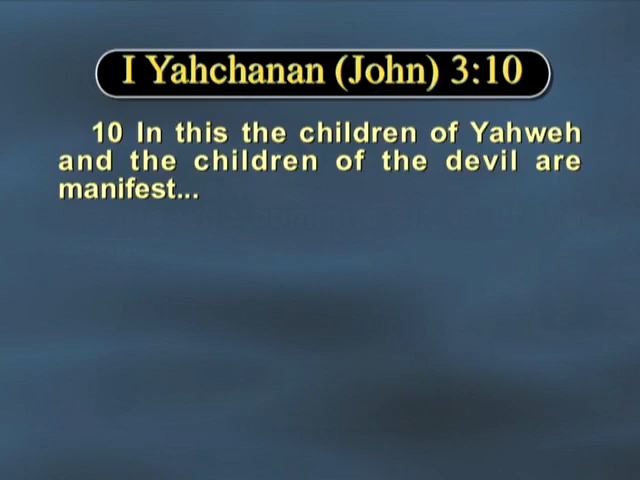 I Yahchanan (John) 3:10
10 In this the children of Yahweh
and the children of the devil are
manifest...